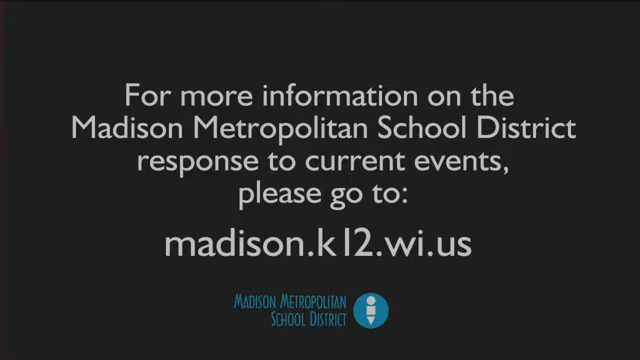 For more information on the
Madison Metropolitan School District
response to current events,
please go to:
madison.k12.wi.us
MADISON METROPOLITAN
SCHOOL DISTRICT